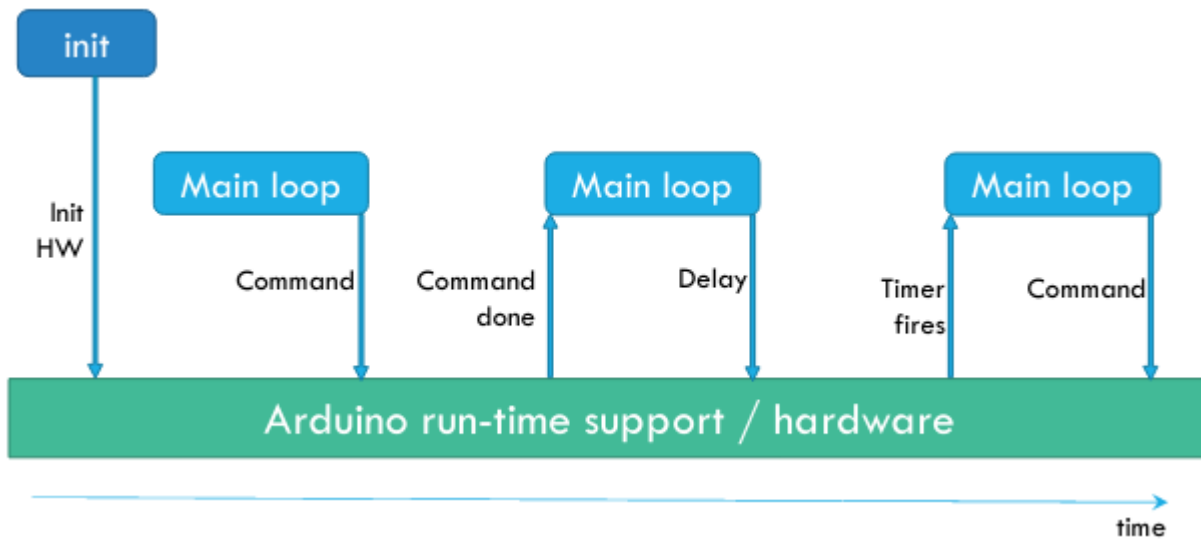 init
Main loop
Main loop
Main loop
Init
HW
Command
Command
done
Delay
Timer
fires
Command
Arduino run-time support / hardware
time